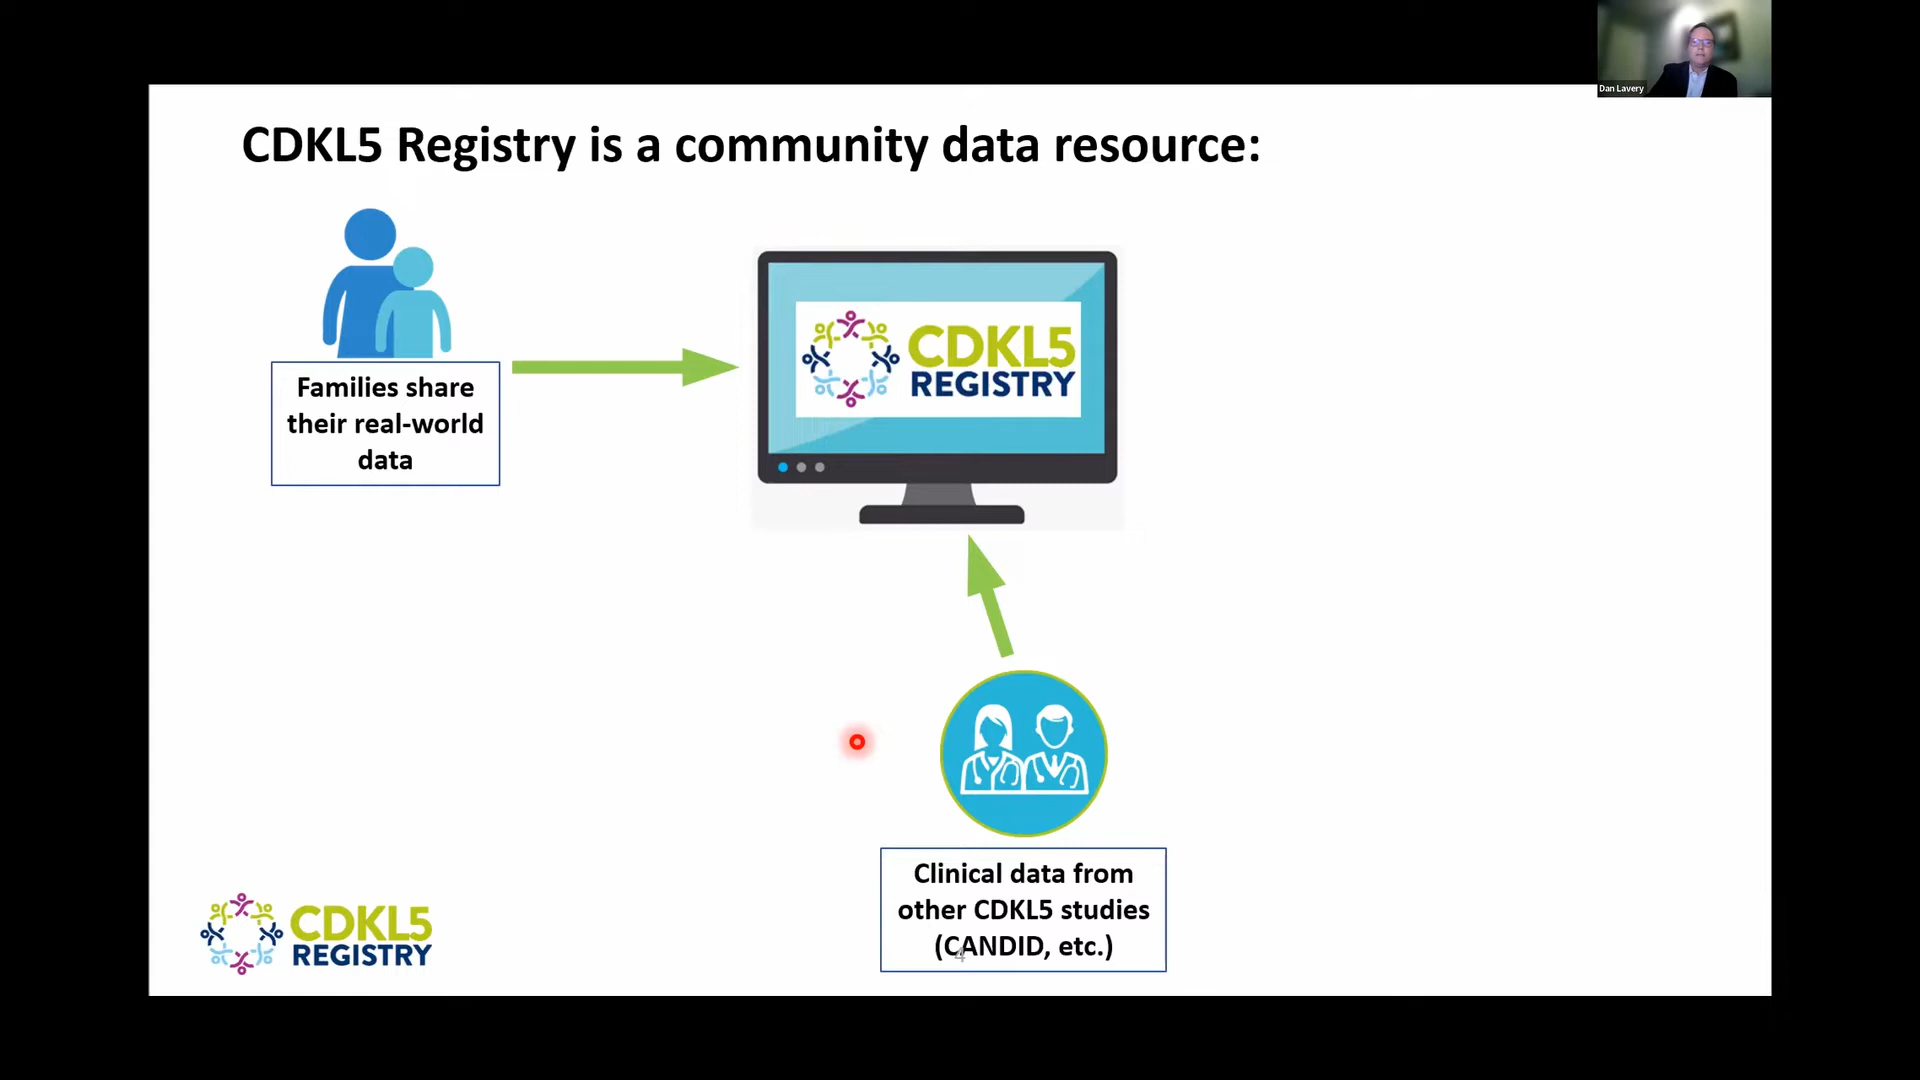 Dan Lavery
CDKL5 Registry is a community data resource:
CDKL5
REGISTRY
Families share
their real-world
data
Clinical data from
other CDKL5 studies
(CANDID, etc.)
4
CDKL5
REGISTRY